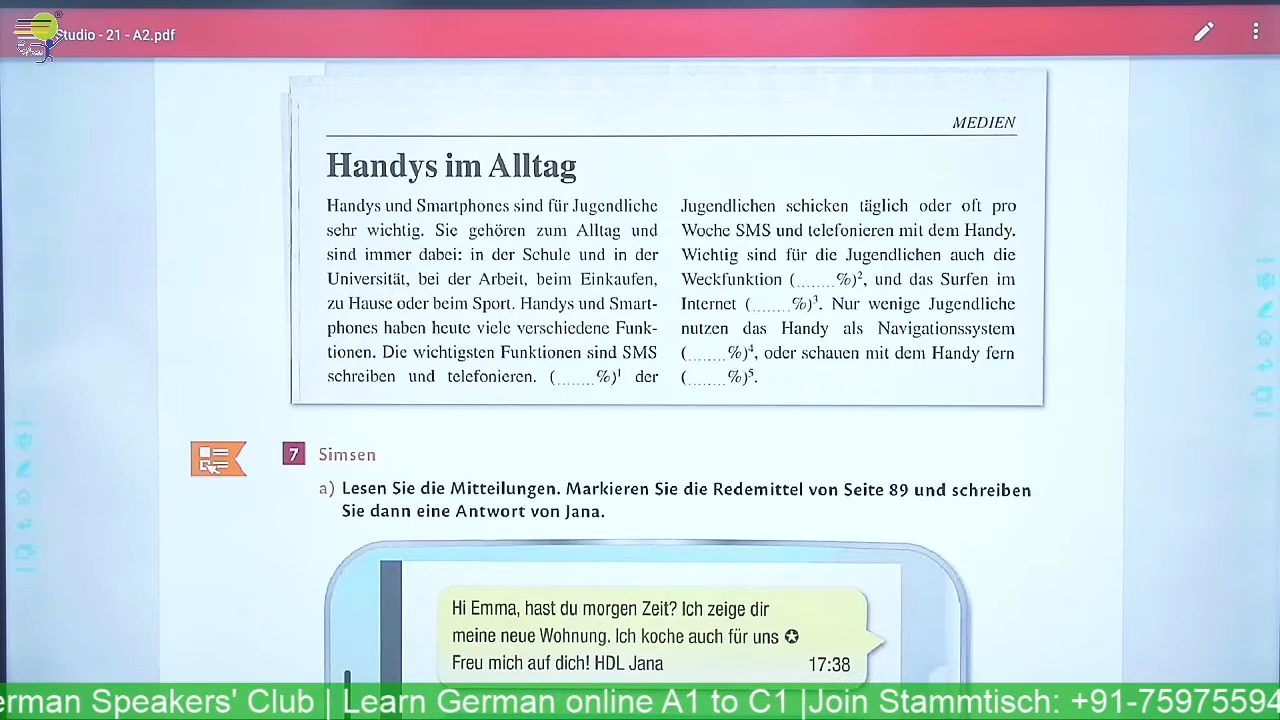 Studio - 21 - A2.pdf
MEDIEN
Handys im Alltag
Handys und Smartphones sind für Jugendliche
sehr wichtig. Sie gehören zum Alltag und
sind immer dabei: in der Schule und in der
Universität, bei der Arbeit, beim Einkaufen,
zu Hause oder beim Sport. Handys und Smart-
phones haben heute viele verschiedene Funk-
tionen. Die wichtigsten Funktionen sind SMS
schreiben und telefonieren. (........%)¹ der
Jugendlichen schicken täglich oder oft pro
Woche SMS und telefonieren mit dem Handy.
Wichtig sind für die Jugendlichen auch die
Weckfunktion (........%)², und das Surfen im
Internet (........%)³. Nur wenige Jugendliche
nutzen das Handy als Navigationssystem
(........%)⁴, oder schauen mit dem Handy fern
(........%)⁵.
7 Simsen
a) Lesen Sie die Mitteilungen. Markieren Sie die Redemittel von Seite 89 und schreiben
Sie dann eine Antwort von Jana.
Hi Emma, hast du morgen Zeit? Ich zeige dir
meine neue Wohnung. Ich koche auch für uns ✪
Freu mich auf dich! HDL Jana 17:38
erman Speakers' Club | Learn German online A1 to C1 |Join Stammtisch: +91-75975594